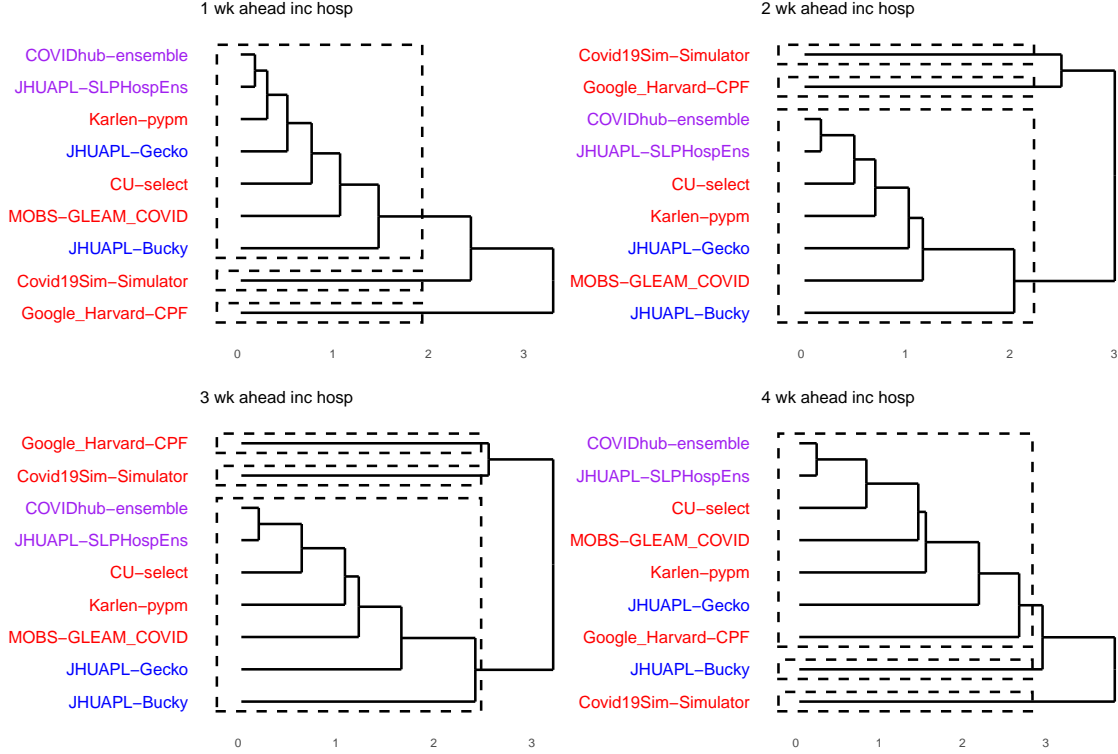 1 wk ahead inc hosp
COVIDhub−ensemble
JHUAPL−SLPHospEns
Karlen−pypm
JHUAPL−Gecko
CU−select
MOBS−GLEAM_COVID
JHUAPL−Bucky
Covid19Sim−Simulator
Google_Harvard−CPF
0 1 2 3
2 wk ahead inc hosp
Covid19Sim−Simulator
Google_Harvard−CPF
COVIDhub−ensemble
JHUAPL−SLPHospEns
CU−select
Karlen−pypm
JHUAPL−Gecko
MOBS−GLEAM_COVID
JHUAPL−Bucky
0 1 2 3
3 wk ahead inc hosp
Google_Harvard−CPF
Covid19Sim−Simulator
COVIDhub−ensemble
JHUAPL−SLPHospEns
CU−select
Karlen−pypm
MOBS−GLEAM_COVID
JHUAPL−Gecko
JHUAPL−Bucky
0 1 2 3
4 wk ahead inc hosp
COVIDhub−ensemble
JHUAPL−SLPHospEns
CU−select
MOBS−GLEAM_COVID
Karlen−pypm
JHUAPL−Gecko
Google_Harvard−CPF
JHUAPL−Bucky
Covid19Sim−Simulator
0 1 2 3